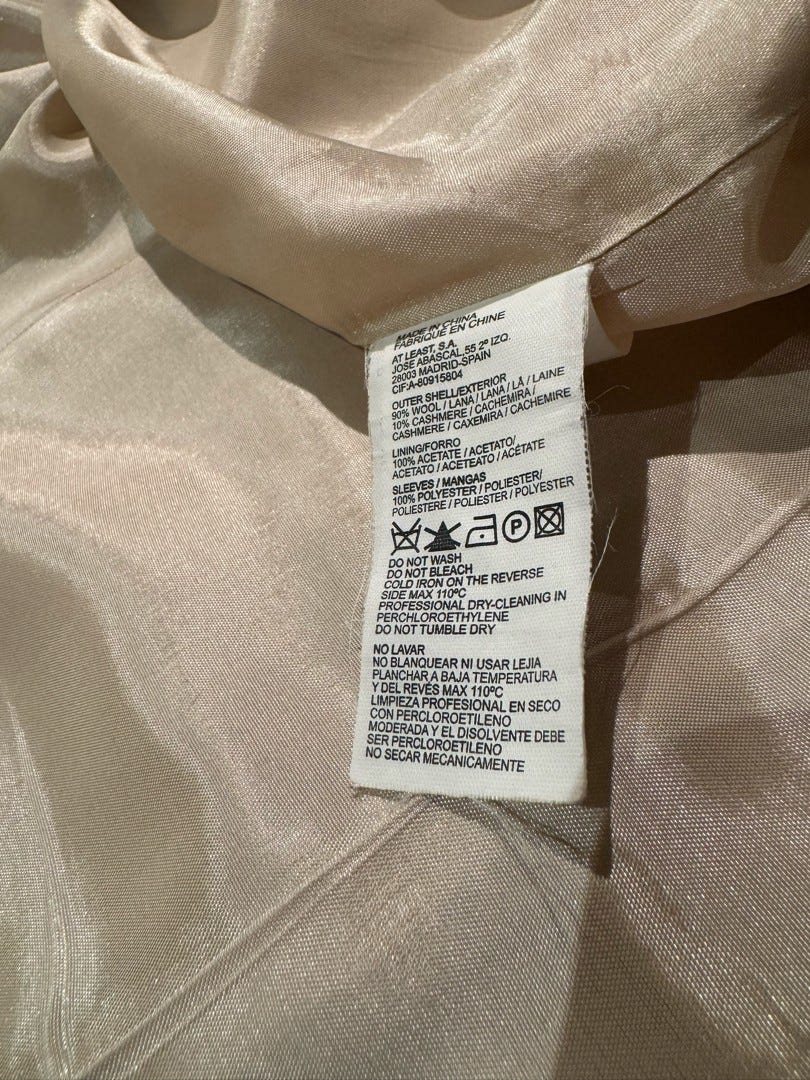 MADE IN CHINA
FABRIQUE EN CHINE
AT LEAST, S.A.
JOSE ABASCAL,55 2º IZQ.
28003 MADRID-SPAIN
CIF:A-80915804
OUTER SHELL/EXTERIOR
90% WOOL / LANA / LANA / LÃ / LAINE
10% CASHMERE / CACHEMIRA /
CASHMERE / CAXEMIRA / CACHEMIRE
LINING/FORRO
100% ACETATE / ACETATO/
ACETATO / ACETEATO / ACÉTATE
SLEEVES / MANGAS
100% POLYESTER / POLIESTER/
POLIESTERE / POLIESTER / POLYESTER
P
DO NOT WASH
DO NOT BLEACH
COLD IRON ON THE REVERSE
SIDE MAX 110ºC
PROFESSIONAL DRY-CLEANING IN
PERCHLOROETHYLENE
DO NOT TUMBLE DRY
NO LAVAR
NO BLANQUEAR NI USAR LEJIA
PLANCHAR A BAJA TEMPERATURA
Y DEL REVÉS MAX 110ºC
LIMPIEZA PROFESIONAL EN SECO
CON PERCLOROETILENO
MODERADA Y EL DISOLVENTE DEBE
SER PERCLOROETILENO
NO SECAR MECANICAMENTE